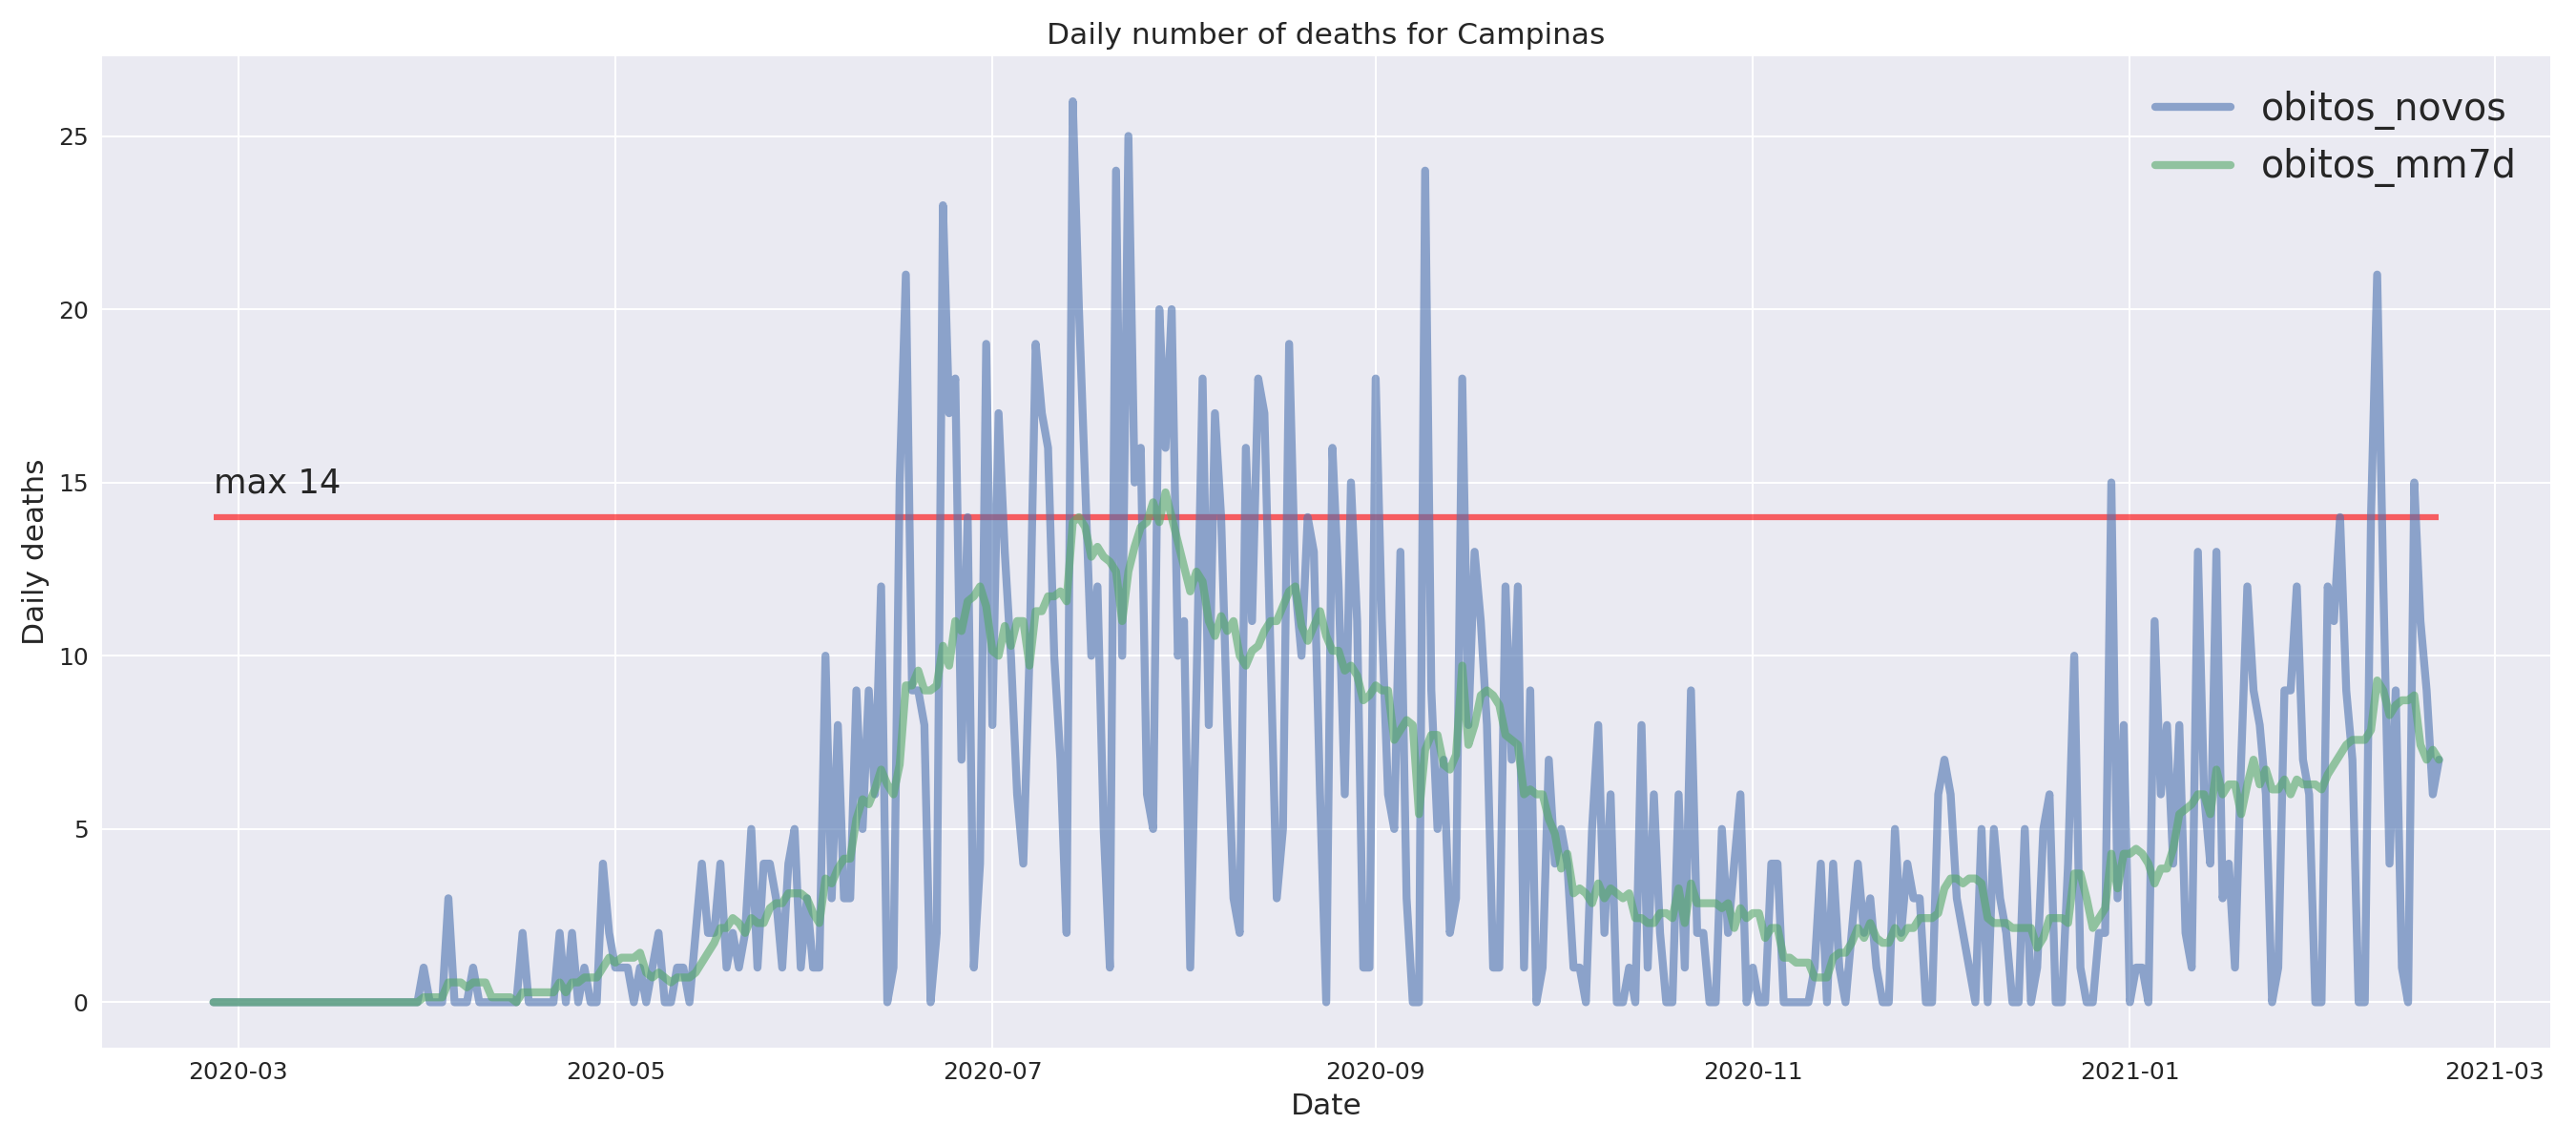 Daily number of deaths for Campinas
obitos_novos
obitos_mm7d
max 14
Daily deaths
25
20
15
10
5
0
2020-03
2020-05
2020-07
2020-09
2020-11
2021-01
2021-03
Date